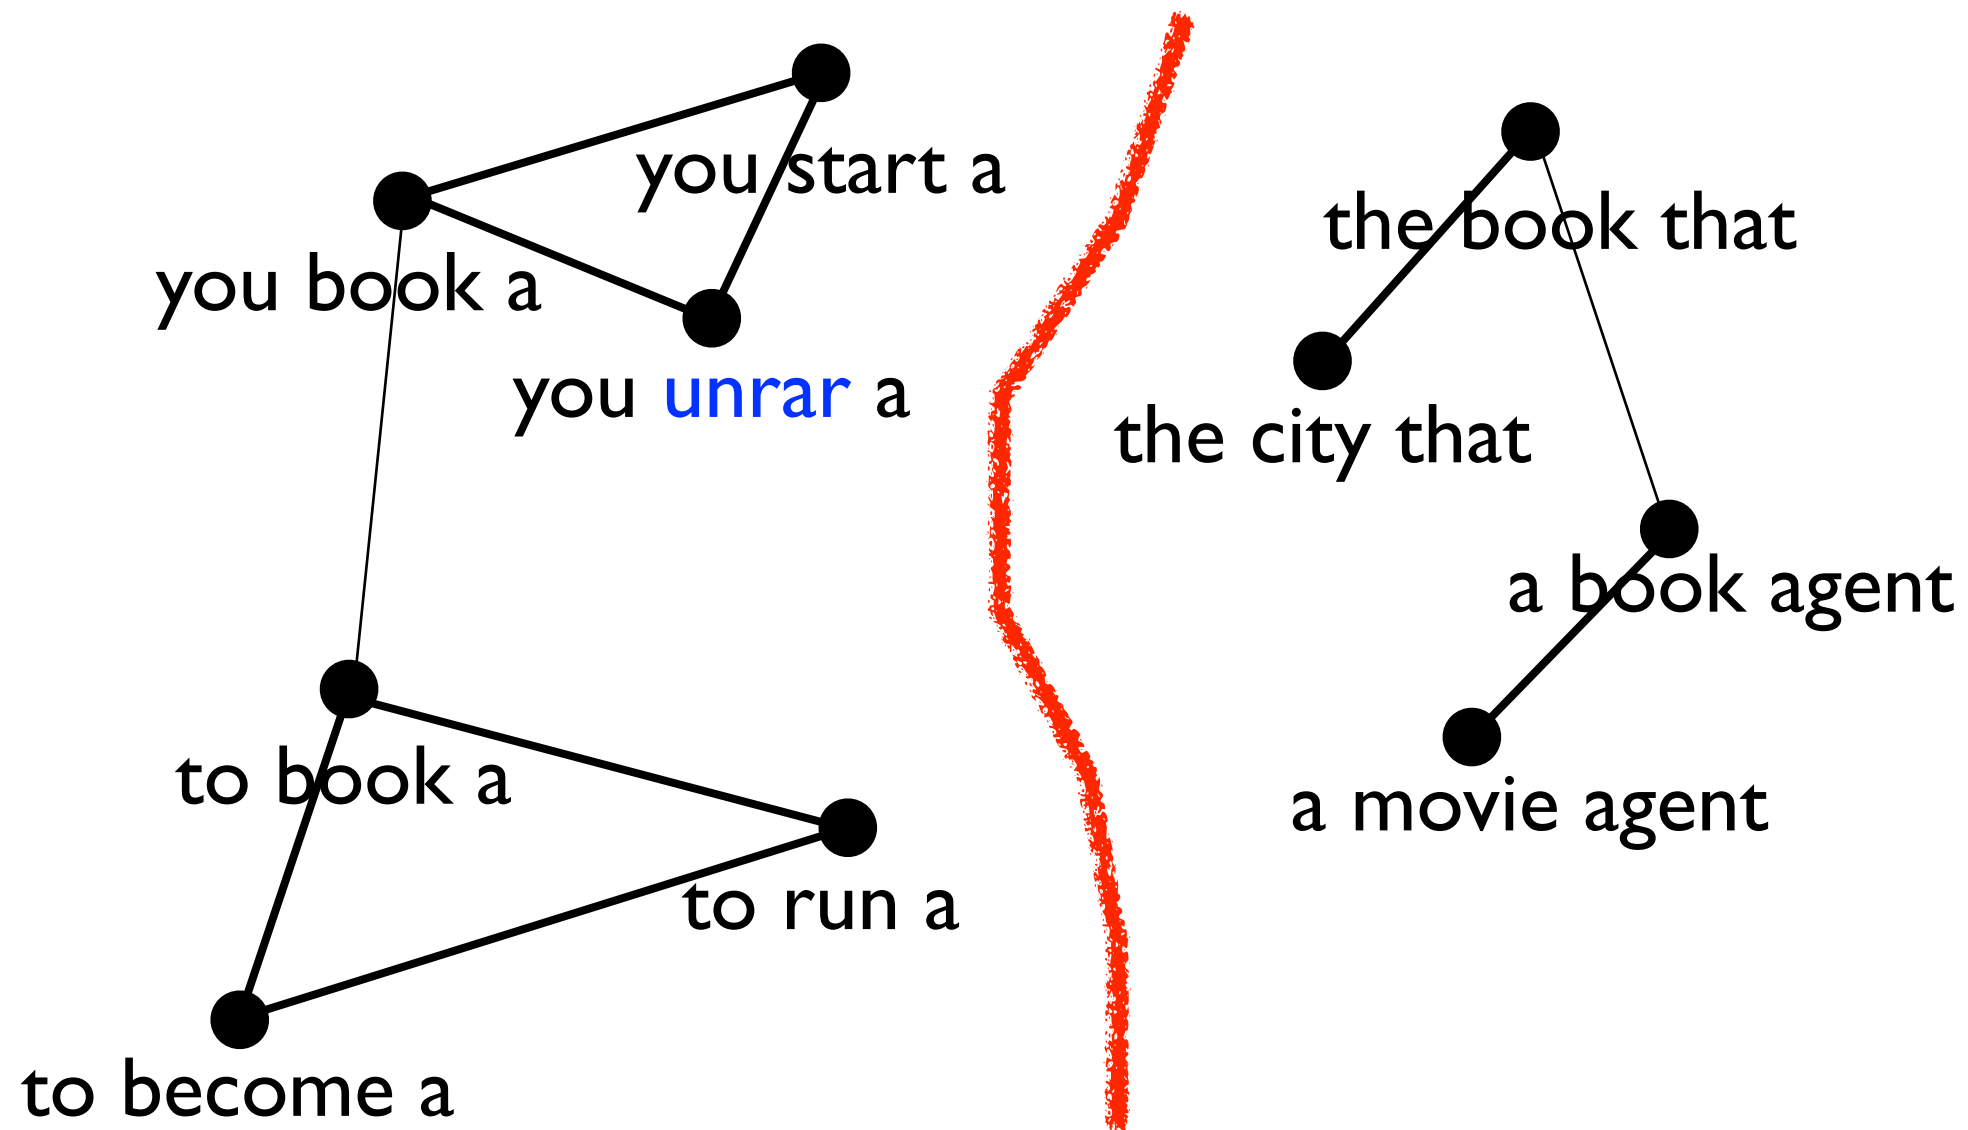 you start a
you book a
you unrar a
to book a
to run a
to become a
the book that
the city that
a book agent
a movie agent